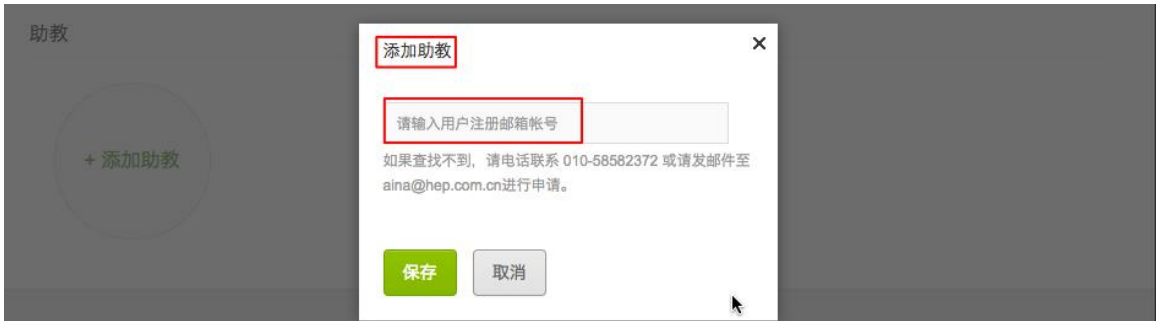 助教
+ 添加助教
添加助教
×
请输入用户注册邮箱帐号
如果查找不到，请电话联系 010-58582372 或请发邮件至
aina@hep.com.cn进行申请。
保存
取消